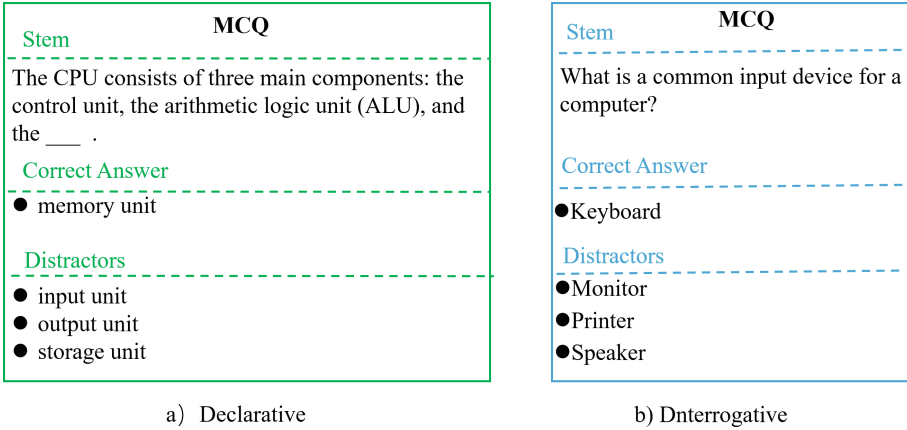 MCQ
Stem
The CPU consists of three main components: the
control unit, the arithmetic logic unit (ALU), and
the ___ .
Correct Answer
● memory unit
Distractors
● input unit
● output unit
● storage unit
a) Declarative
MCQ
Stem
What is a common input device for a
computer?
Correct Answer
●Keyboard
Distractors
●Monitor
●Printer
●Speaker
b) Dnterrogative